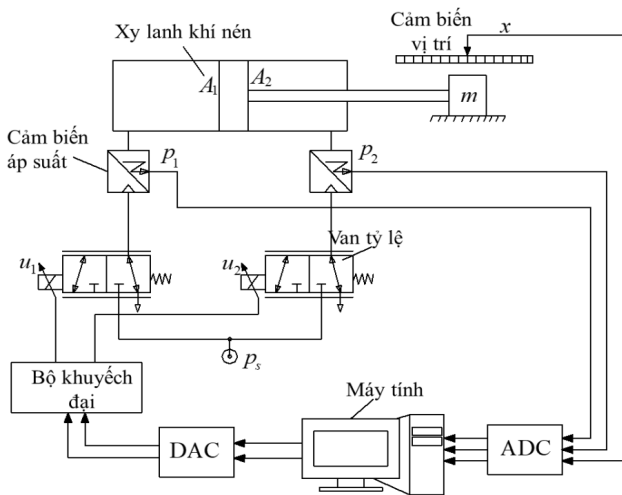 Cảm biến
vị trí
x
Xy lanh khí nén
A1
A2
m
Cảm biến
áp suất
p1
p2
Van tỷ lệ
u1
u2
ps
Bộ khuyếch
đại
Máy tính
DAC
ADC